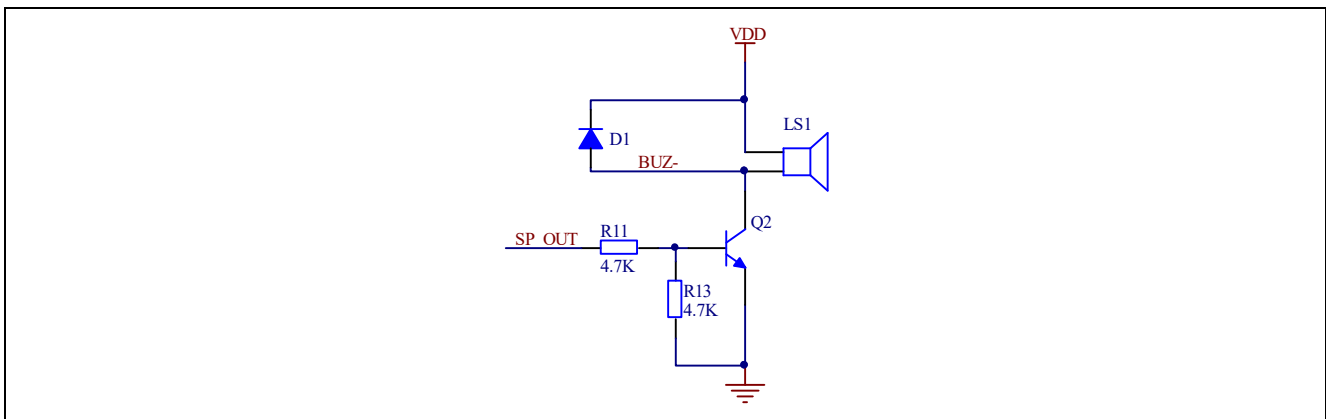 VDD
LS1
D1
BUZ-
Q2
SP_OUT
R11
4.7K
R13
4.7K